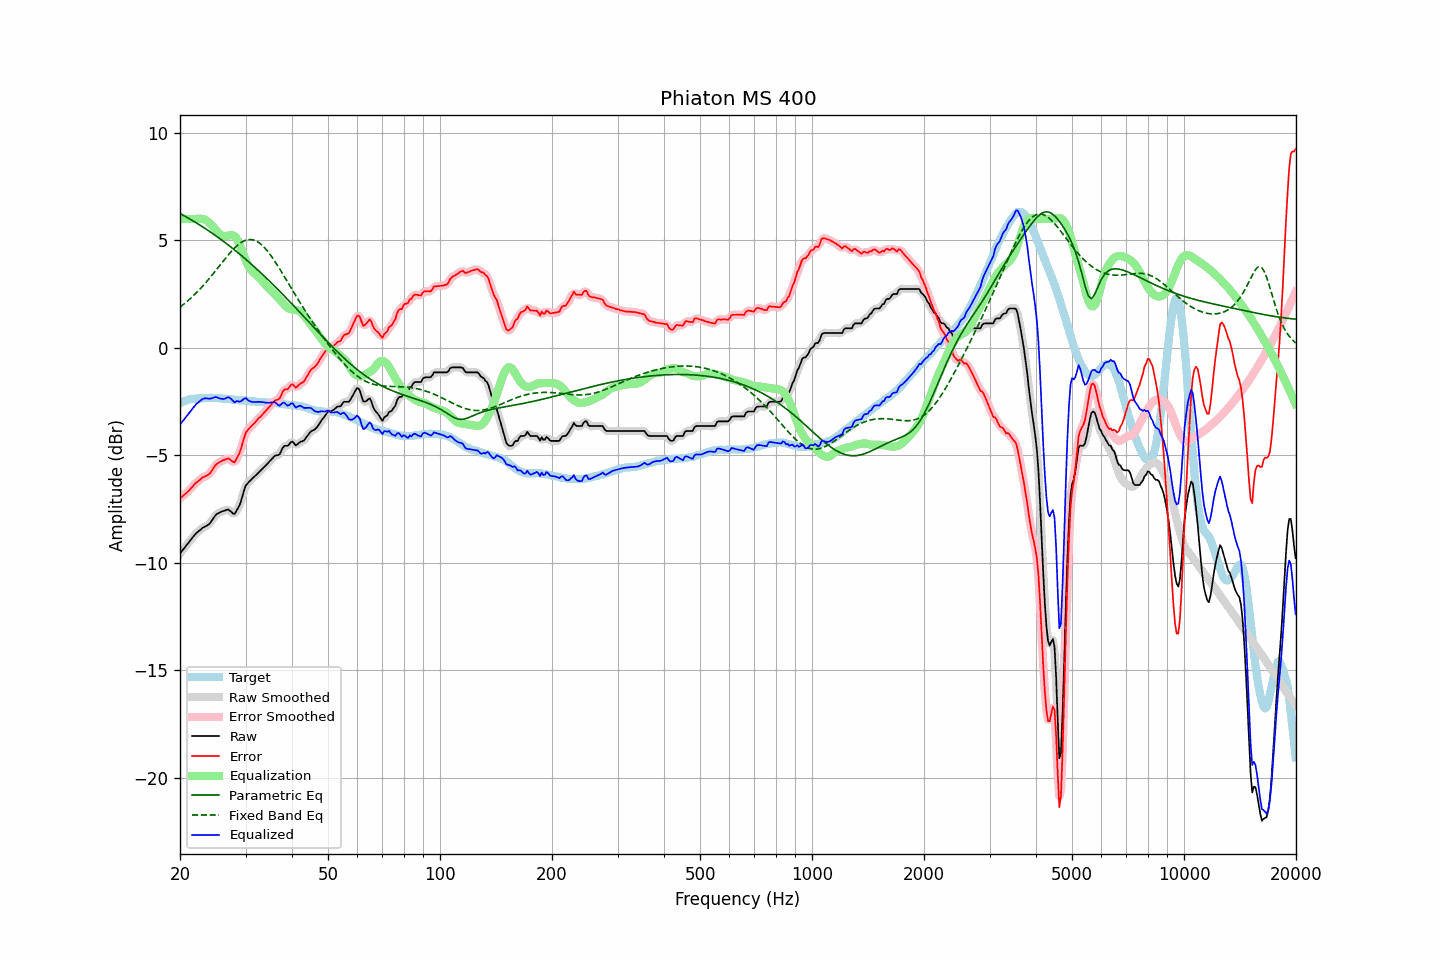 Phiaton MS 400
Amplitude (dBr)
10
5
0
−5
−10
−15
−20
Target
Raw Smoothed
Error Smoothed
Raw
Error
Equalization
Parametric Eq
Fixed Band Eq
Equalized
20 50 100 200 500 1000 2000 5000 10000 20000
Frequency (Hz)